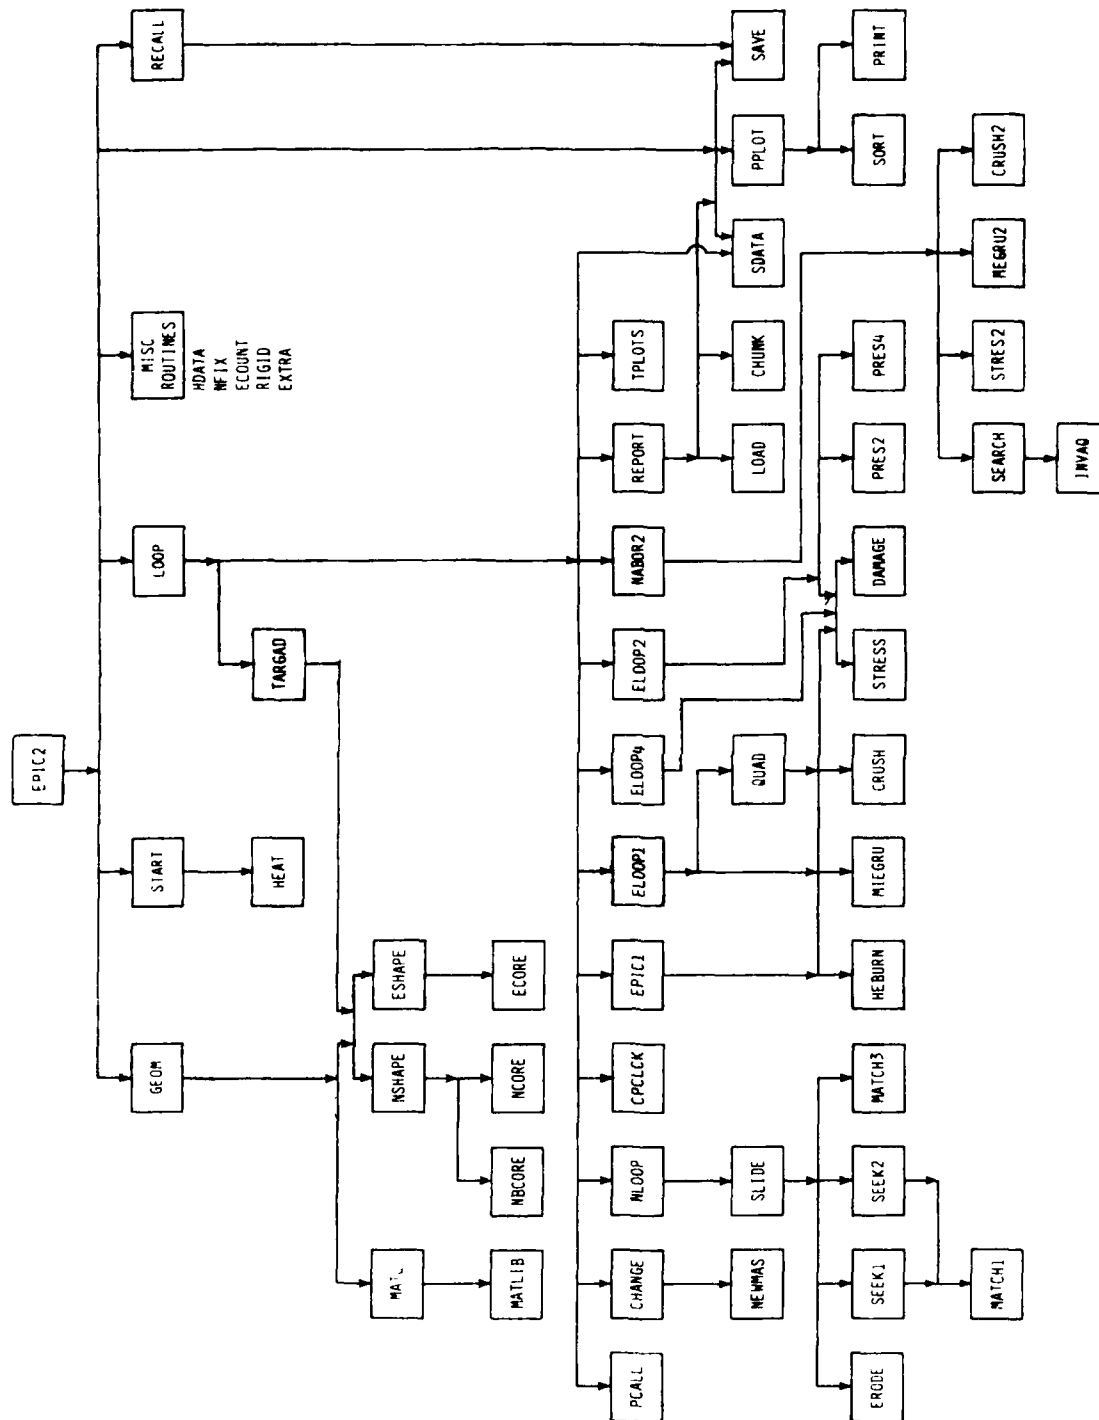 EPIC2
GEOM
START
LOOP
MISC
ROUTINES
HDATA
NFIX
ECOUNT
RIGID
EXTRA
RECALL
HEAT
TARGAD
MATL
NSHAPE
ESHAPE
MATLIB
NBCORE
NCORE
ECORE
PCALL
CHANGE
NLOOP
CPCLCK
EPIC1
ELOOP1
ELOOP4
ELOOP2
NABOR2
REPORT
TPLOTS
NEWMAS
SLIDE
QUAD
LOAD
CHUNK
SDATA
PPLOT
SAVE
ERODE
SEEK1
SEEK2
MATCH3
HEBURN
MIEGRU
CRUSH
STRESS
DAMAGE
PRES2
PRES4
SORT
PRINT
MATCH1
SEARCH
STRES2
MEGRU2
CRUSH2
INVAQ